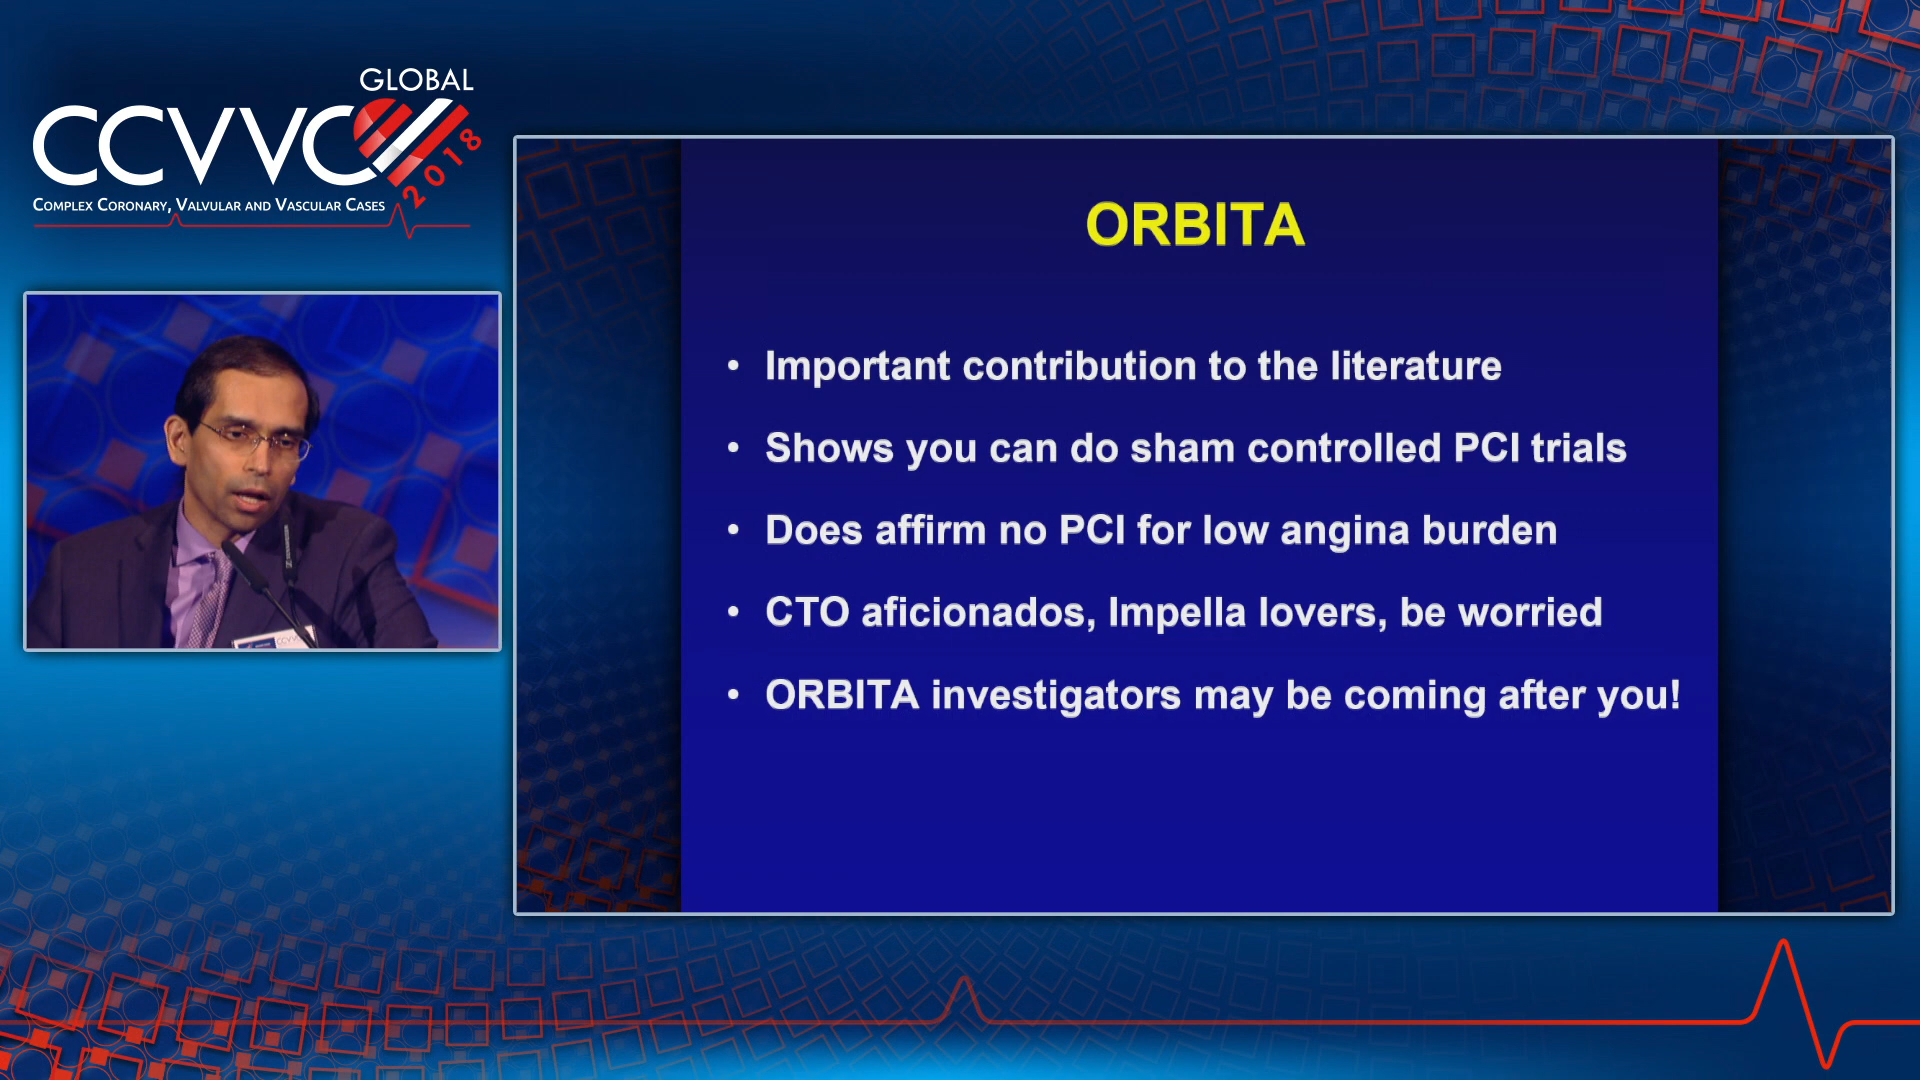 GLOBAL
CCVVC
2018
COMPLEX CORONARY, VALVULAR AND VASCULAR CASES
ORBITA
• Important contribution to the literature
• Shows you can do sham controlled PCI trials
• Does affirm no PCI for low angina burden
• CTO aficionados, Impella lovers, be worried
• ORBITA investigators may be coming after you!